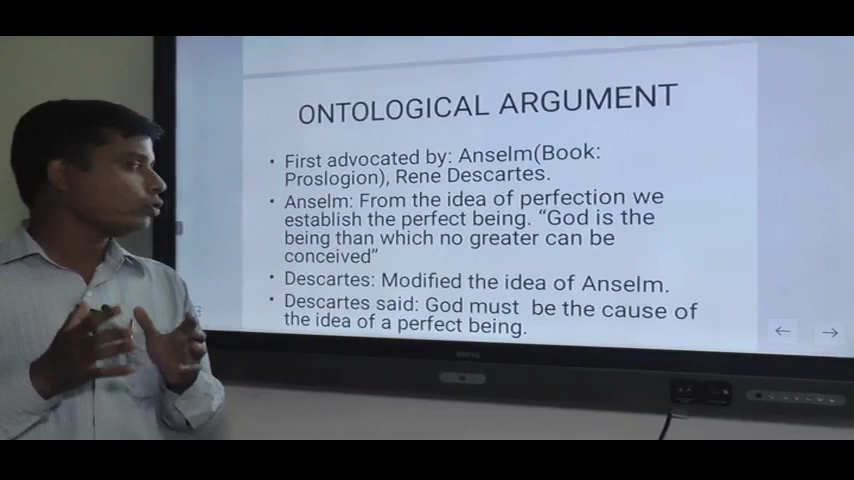 ONTOLOGICAL ARGUMENT
• First advocated by: Anselm(Book:
Proslogion), Rene Descartes.
• Anselm: From the idea of perfection we
establish the perfect being. “God is the
being than which no greater can be
conceived”
• Descartes: Modified the idea of Anselm.
• Descartes said: God must be the cause of
the idea of a perfect being.
BENQ